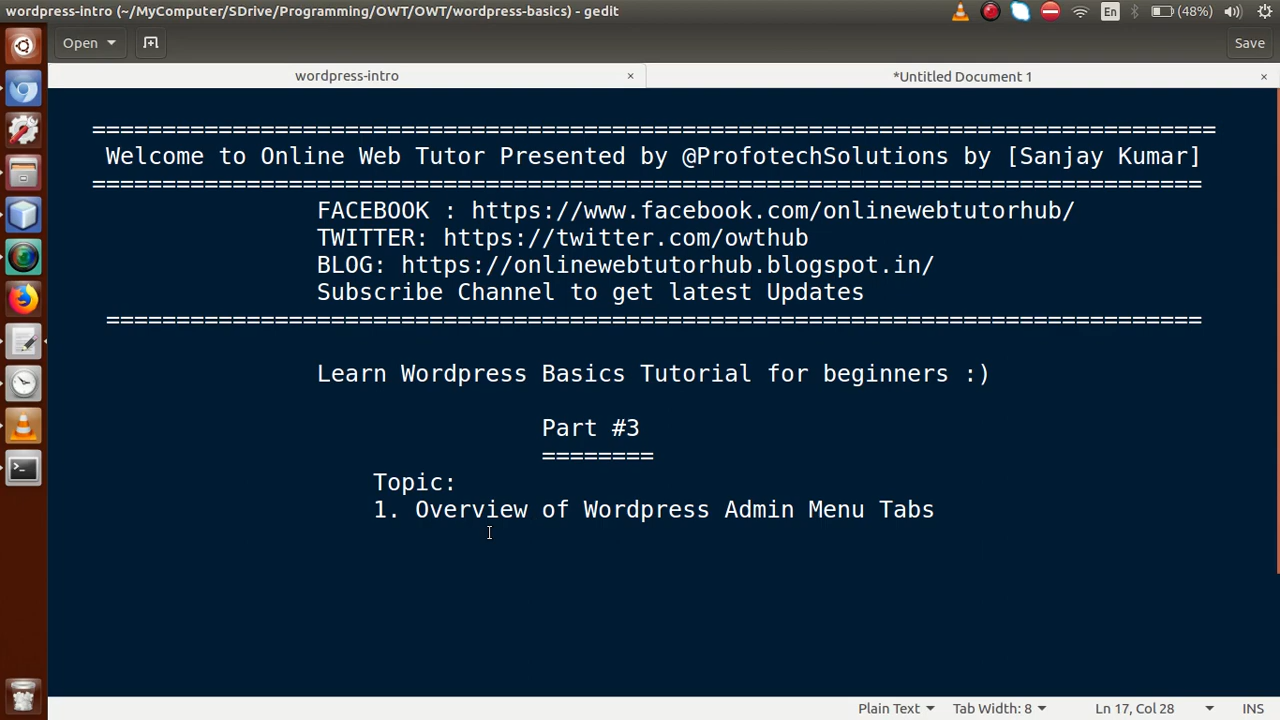 wordpress-intro (~/MyComputer/SDrive/Programming/OWT/OWT/wordpress-basics) - gedit
En
(48%)
Open
Save
wordpress-intro ×
*Untitled Document 1 ×
================================================================================
Welcome to Online Web Tutor Presented by @ProfotechSolutions by [Sanjay Kumar]
===============================================================================
FACEBOOK : https://www.facebook.com/onlinewebtutorhub/
TWITTER: https://twitter.com/owthub
BLOG: https://onlinewebtutorhub.blogspot.in/
Subscribe Channel to get latest Updates
==============================================================================
Learn Wordpress Basics Tutorial for beginners :)
Part #3
========
Topic:
1. Overview of Wordpress Admin Menu Tabs
Plain Text
Tab Width: 8
Ln 17, Col 28
INS